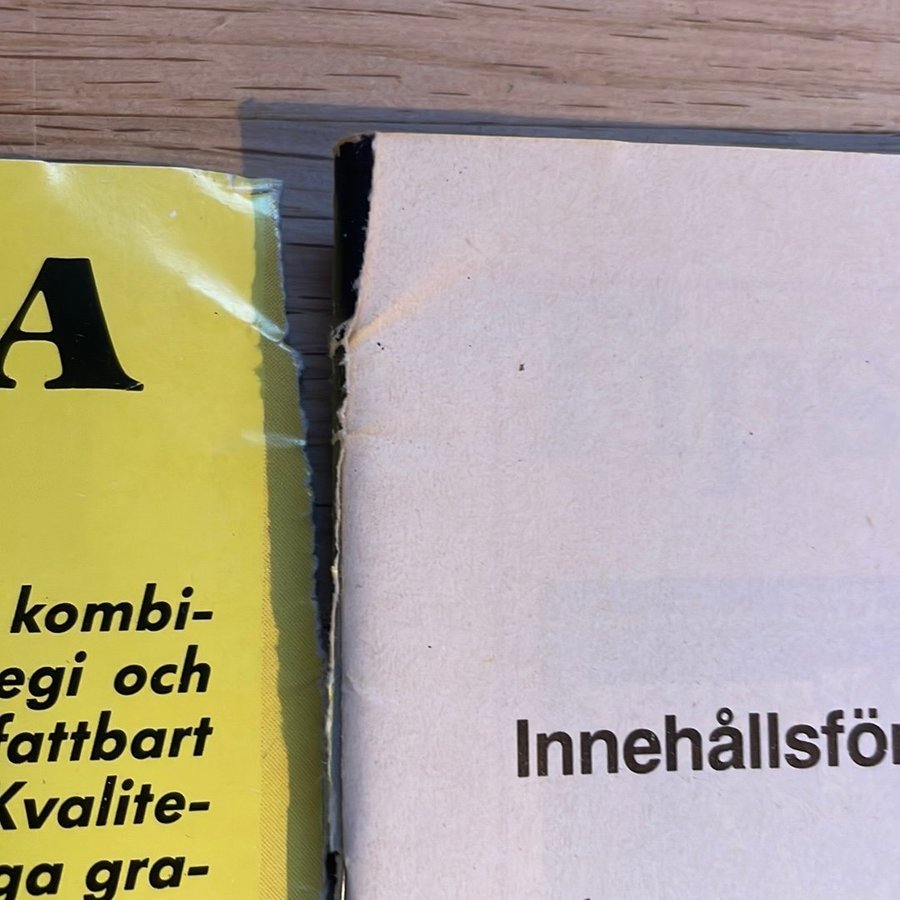 A
kombi-
egi och
fattbart
Kvalite-
ga gra-
Innehållsför